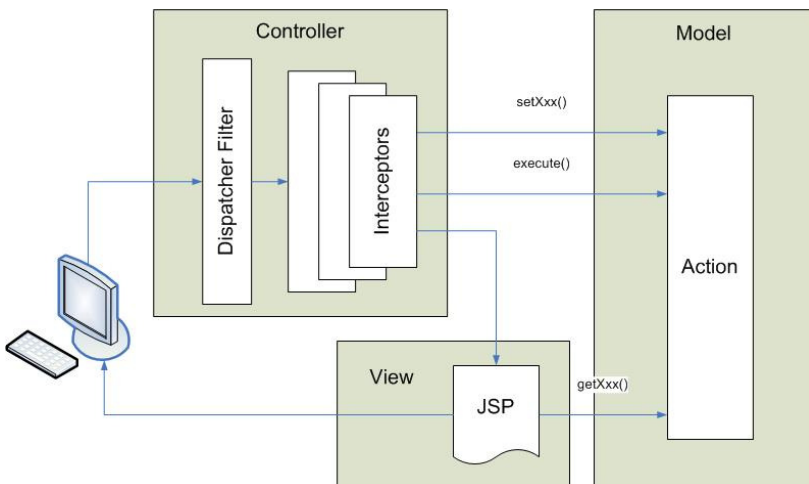 Controller
Model
Dispatcher Filter
Interceptors
setXxx()
execute()
Action
View
JSP
getXxx()